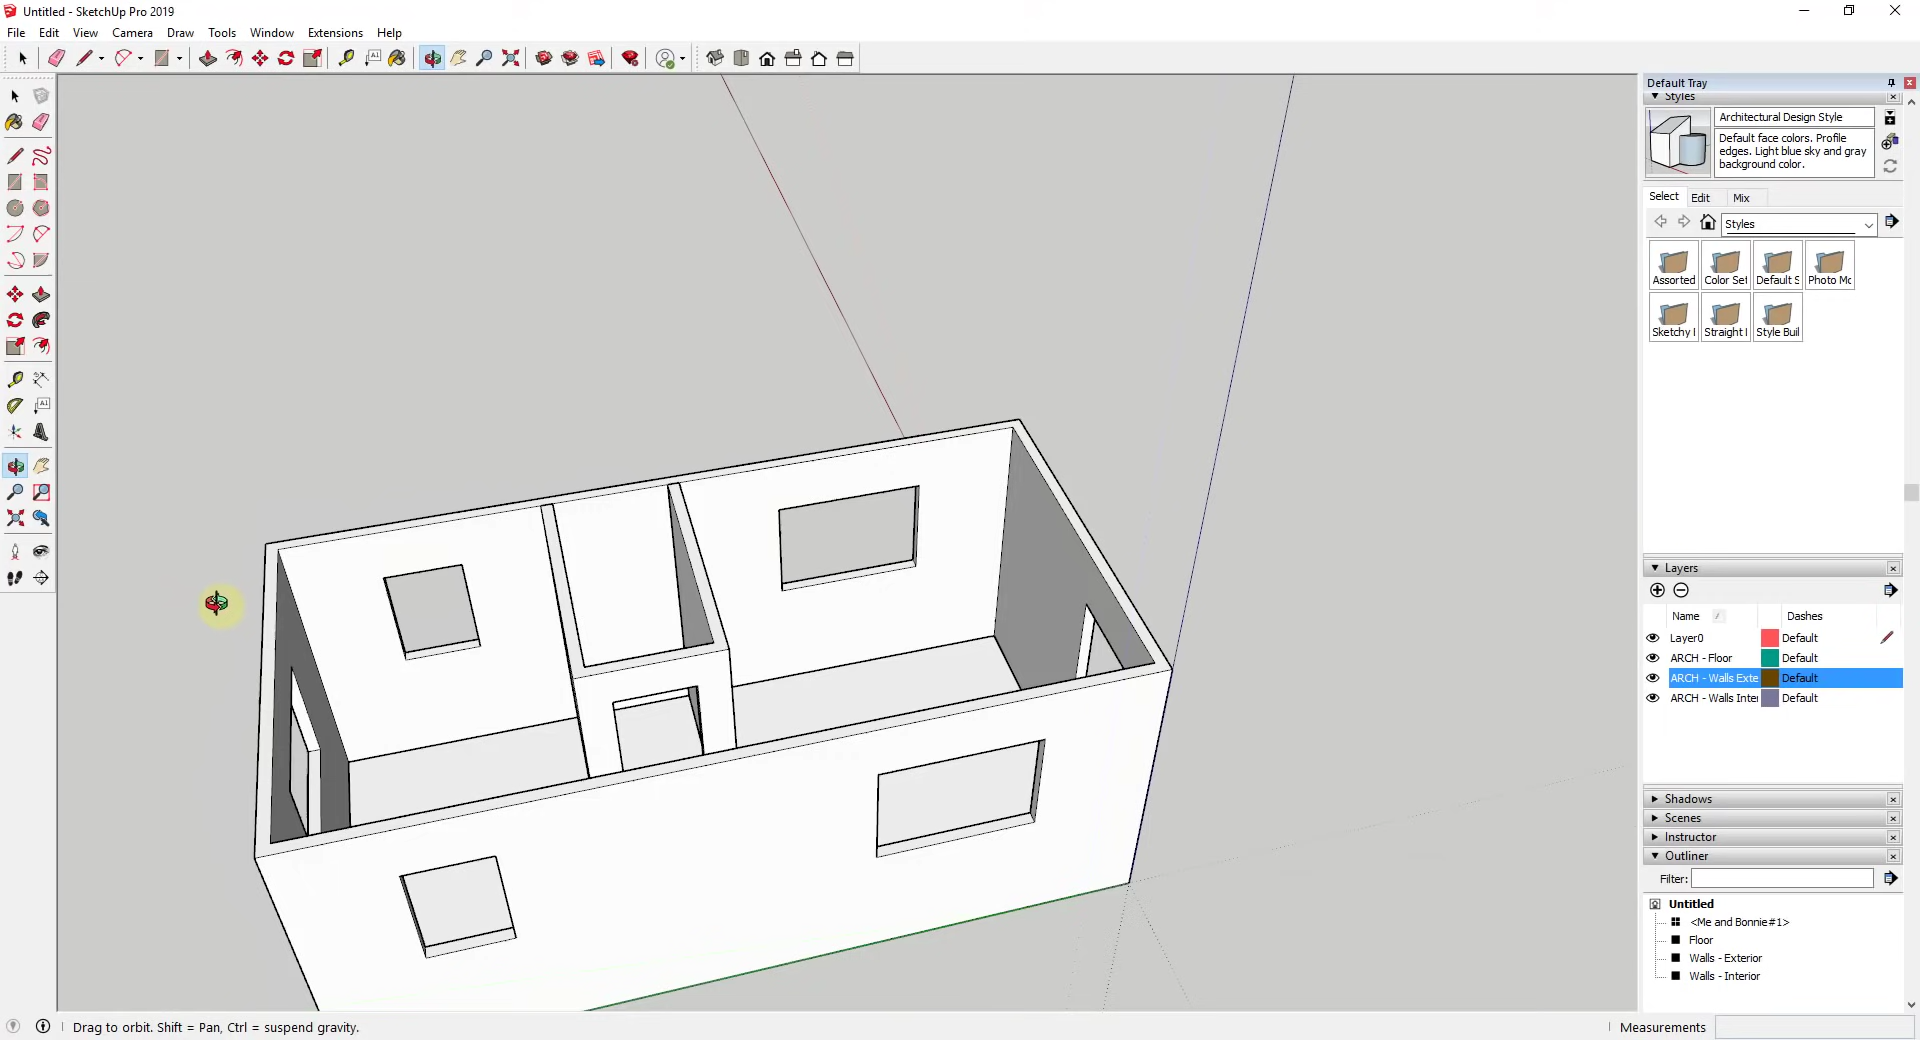 Untitled - SketchUp Pro 2019
File Edit View Camera Draw Tools Window Extensions Help
Default Tray
Styles
Architectural Design Style
Default face colors. Profile
edges. Light blue sky and gray
background color.
Select Edit Mix
Styles
Assorted Color Set Default S Photo Mc
Sketchy I Straight I Style Buil
Layers
Name Dashes
Layer0 Default
ARCH - Floor Default
ARCH - Walls Exte Default
ARCH - Walls Inter Default
Shadows
Scenes
Instructor
Outliner
Filter:
Untitled
<Me and Bonnie#1>
Floor
Walls - Exterior
Walls - Interior
Drag to orbit. Shift = Pan, Ctrl = suspend gravity.
Measurements